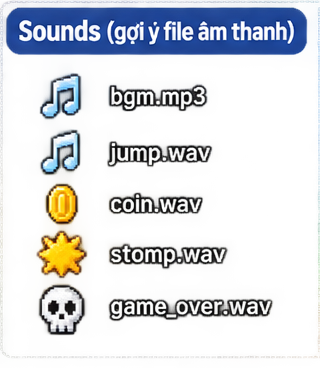 Sounds (gợi ý file âm thanh)
bgm.mp3
jump.wav
coin.wav
stomp.wav
game_over.wav